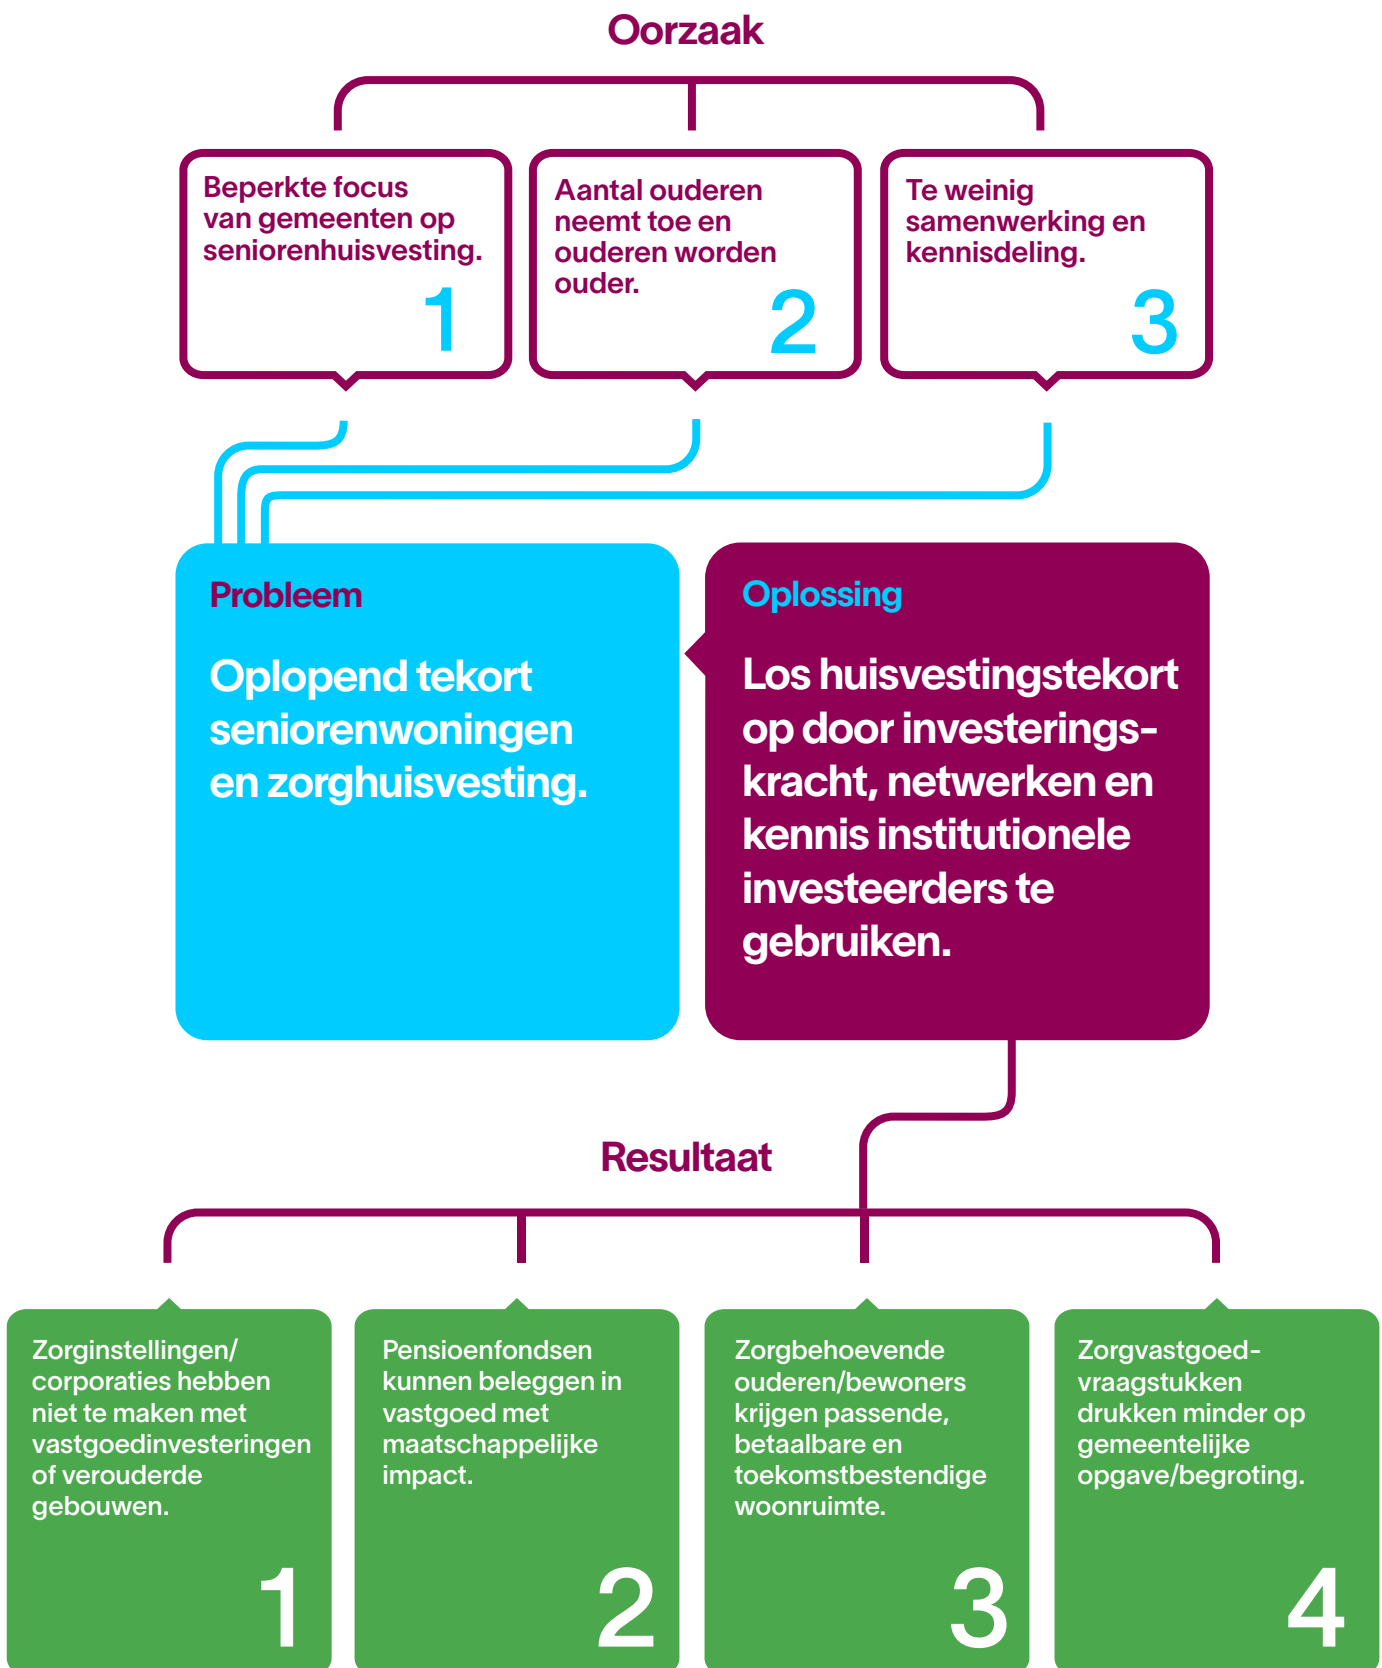 Oorzaak
Beperkte focus
van gemeenten op
seniorenhuisvesting.
1
Aantal ouderen
neemt toe en
ouderen worden
ouder.
2
Te weinig
samenwerking en
kennisdeling.
3
Probleem
Oplopend tekort
seniorenwoningen
en zorghuisvesting.
Oplossing
Los huisvestingstekort
op door investerings-
kracht, netwerken en
kennis institutionele
investeerders te
gebruiken.
Resultaat
Zorginstellingen/
corporaties hebben
niet te maken met
vastgoedinvesteringen
of verouderde
gebouwen.
1
Pensioenfondsen
kunnen beleggen in
vastgoed met
maatschappelijke
impact.
2
Zorgbehoevende
ouderen/bewoners
krijgen passende,
betaalbare en
toekomstbestendige
woonruimte.
3
Zorgvastgoed-
vraagstukken
drukken minder op
gemeentelijke
opgave/begroting.
4